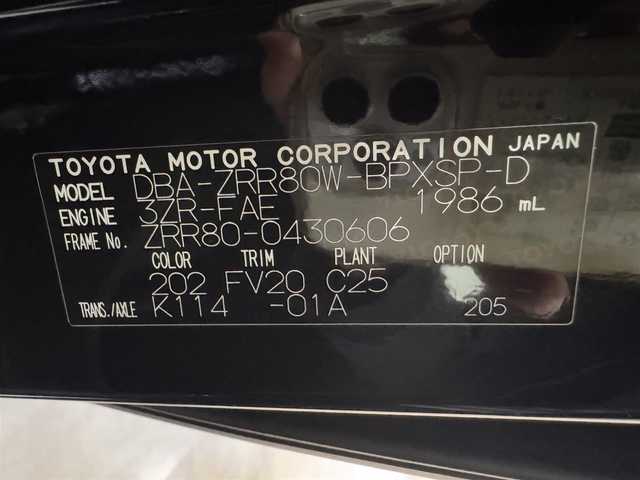 TOYOTA MOTOR CORPORATION JAPAN
MODEL DBA-ZRR80W-BPXSP-D
ENGINE 3ZR-FAE 1986 mL
FRAME No. ZRR80-0430606
COLOR TRIM PLANT OPTION
202 FV20 C25
TRANS./AXLE K114 -01A 205